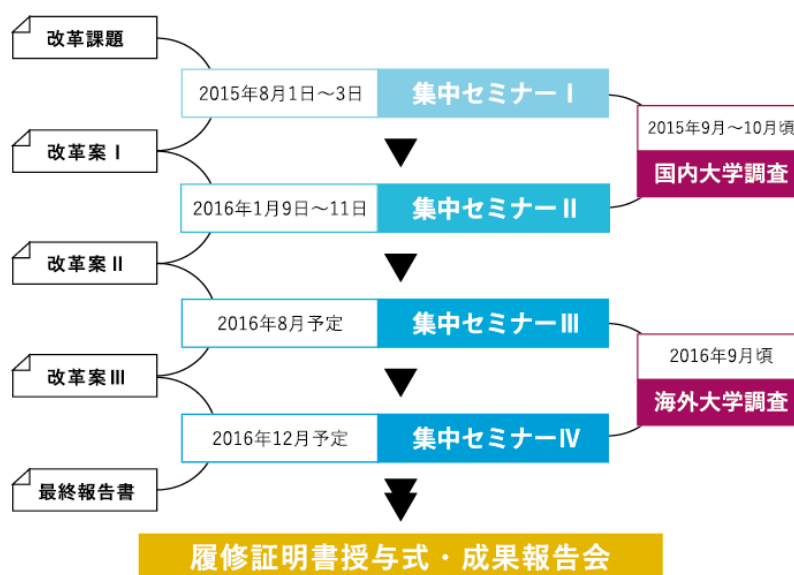 改革課題
2015年8月1日～3日
集中セミナーⅠ
2015年9月～10月頃
国内大学調査
改革案Ⅰ
2016年1月9日～11日
集中セミナーⅡ
改革案Ⅱ
2016年8月予定
集中セミナーⅢ
2016年9月頃
海外大学調査
改革案Ⅲ
2016年12月予定
集中セミナーⅣ
最終報告書
履修証明書授与式・成果報告会